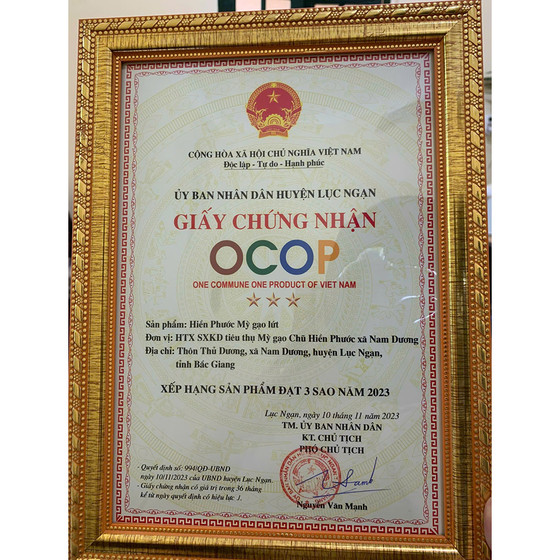 CỘNG HÒA XÃ HỘI CHỦ NGHĨA VIỆT NAM
Độc lập - Tự do - Hạnh phúc
ỦY BAN NHÂN DÂN HUYỆN LỤC NGẠN
GIẤY CHỨNG NHẬN
OCOP
ONE COMMUNE ONE PRODUCT OF VIET NAM
Sản phẩm: Hiền Phước Mỳ gạo lứt
Đơn vị: HTX SXKD tiêu thụ Mỳ gạo Chũ Hiền Phước xã Nam Dương
Địa chỉ: Thôn Thủ Dương, xã Nam Dương, huyện Lục Ngạn,
tỉnh Bắc Giang
XẾP HẠNG SẢN PHẨM ĐẠT 3 SAO NĂM 2023
Lục Ngạn, ngày 10 tháng 11 năm 2023
TM. ỦY BAN NHÂN DÂN
KT. CHỦ TỊCH
PHÓ CHỦ TỊCH
- Quyết định số: 994/QĐ-UBND
ngày 10/11/2023 của UBND huyện Lục Ngạn.
- Giấy chứng nhận có giá trị trong 36 tháng
kể từ ngày quyết định có hiệu lực ./.
Nguyễn Văn Mạnh